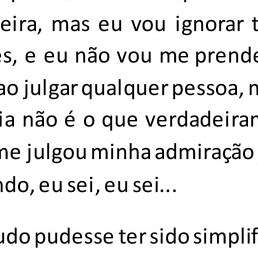 eira, mas eu vou ignorar t
es, e eu não vou me prende
ao julgar qualquer pessoa, n
ia não é o que verdadeiran
me julgou minha admiração
ndo, eu sei, eu sei...
udo pudesse ter sido simplif